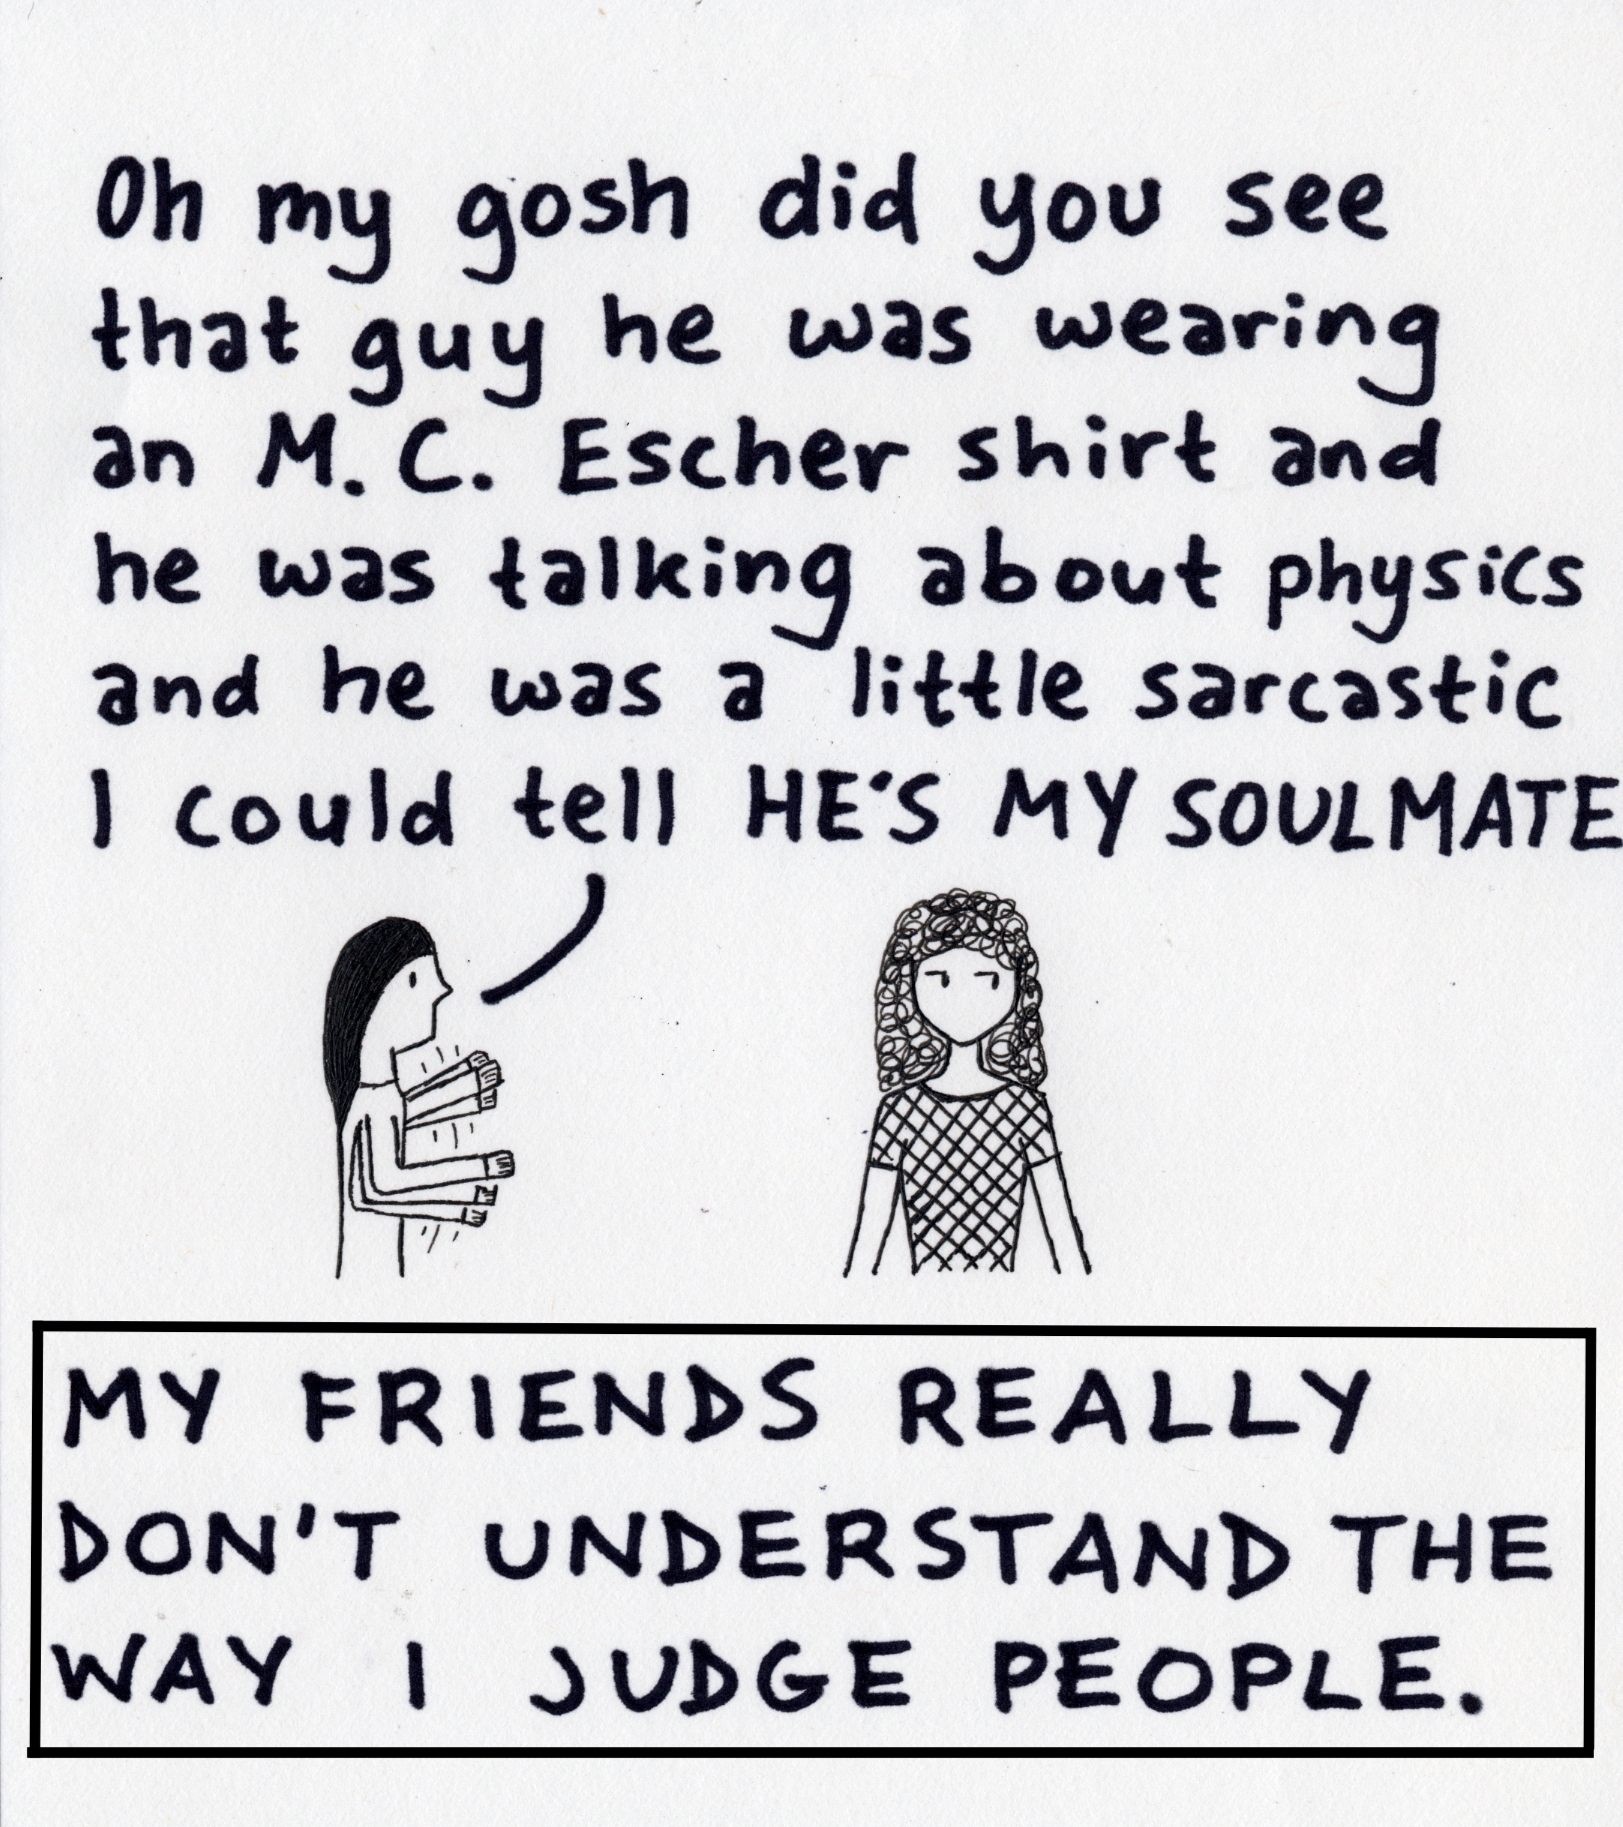 Oh my gosh did you see
that guy he was wearing
an M. C. Escher shirt and
he was talking about physics
and he was a little sarcastic
I could tell HE'S MY SOULMATE
MY FRIENDS REALLY
DON'T UNDERSTAND THE
WAY I JUDGE PEOPLE.